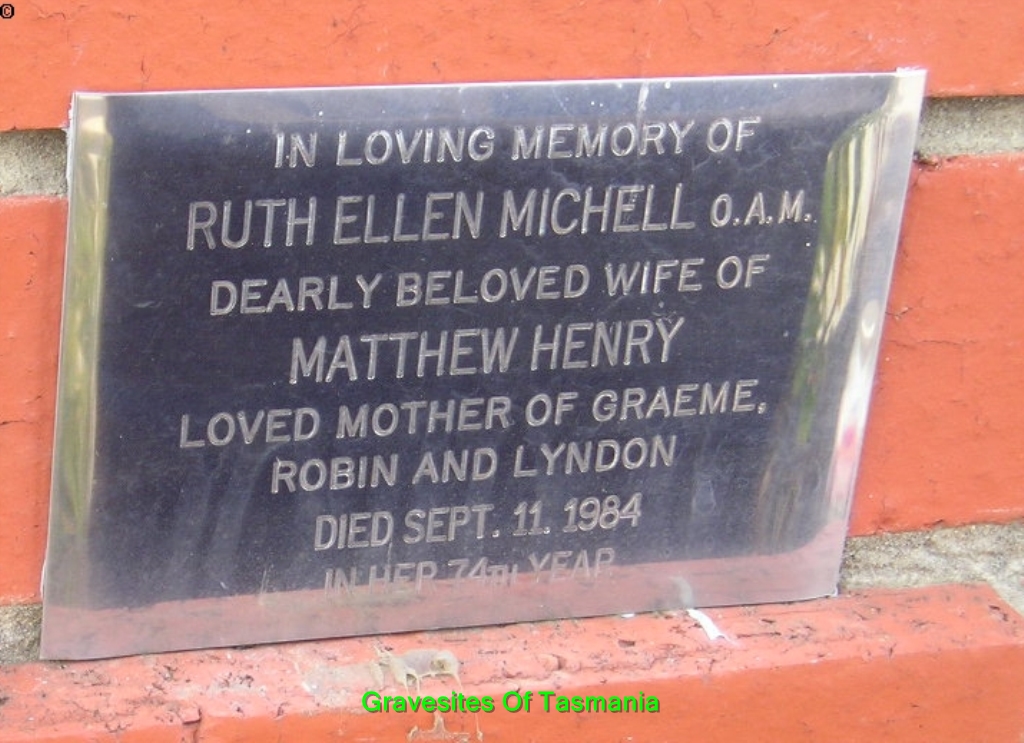 ©
IN LOVING MEMORY OF
RUTH ELLEN MICHELL O.A.M.
DEARLY BELOVED WIFE OF
MATTHEW HENRY
LOVED MOTHER OF GRAEME,
ROBIN AND LYNDON
DIED SEPT. 11. 1984
IN HER 74TH YEAR
Gravesites Of Tasmania